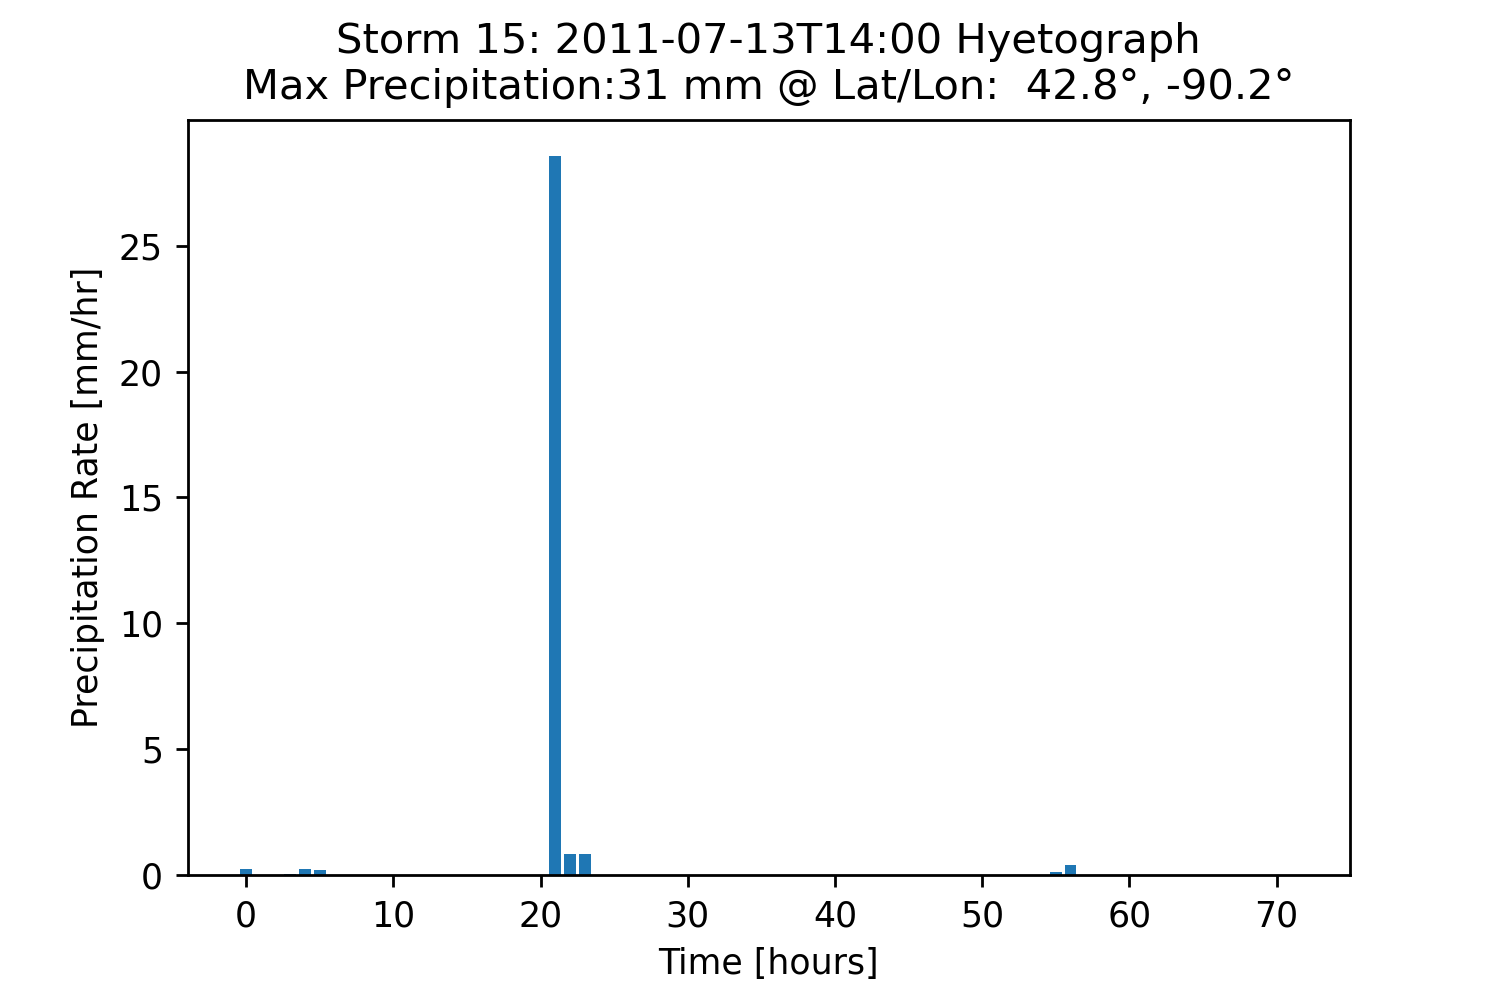 Storm 15: 2011-07-13T14:00 Hyetograph
Max Precipitation:31 mm @ Lat/Lon:  42.8°, -90.2°
Precipitation Rate [mm/hr]
25
20
15
10
5
0
0 10 20 30 40 50 60 70
Time [hours]